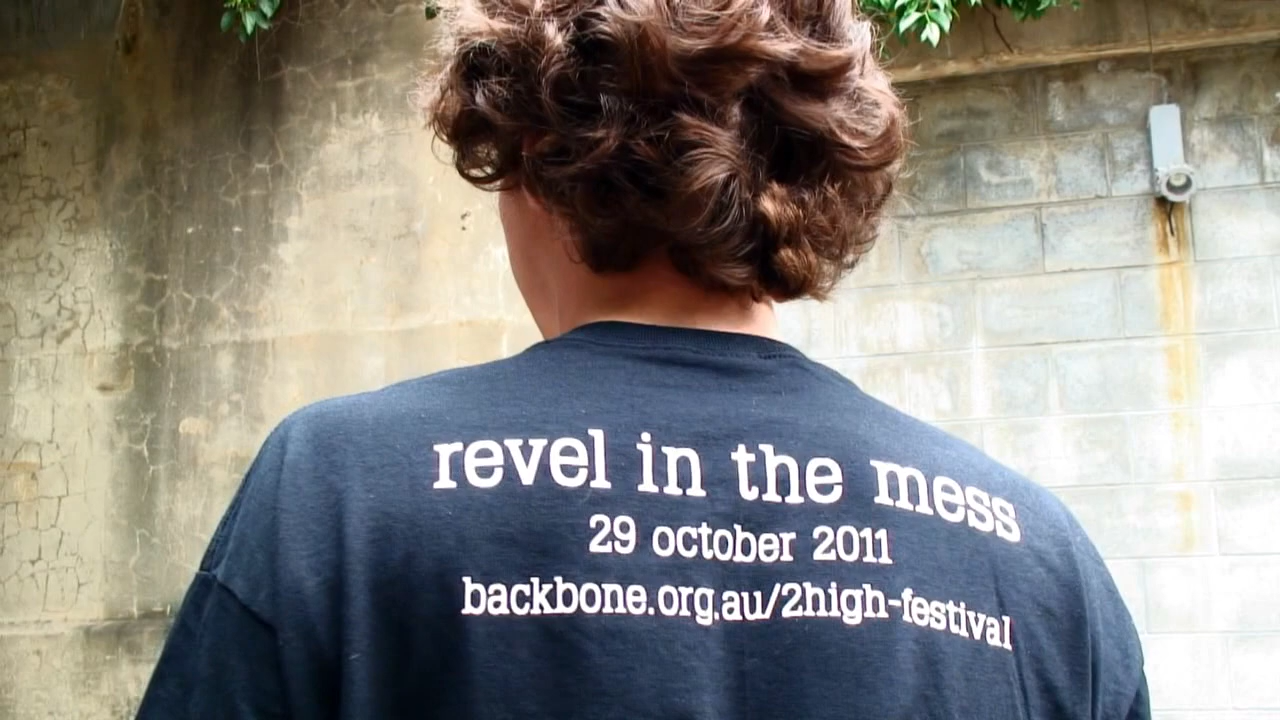 revel in the mess
29 october 2011
backbone.org.au/2high-festival